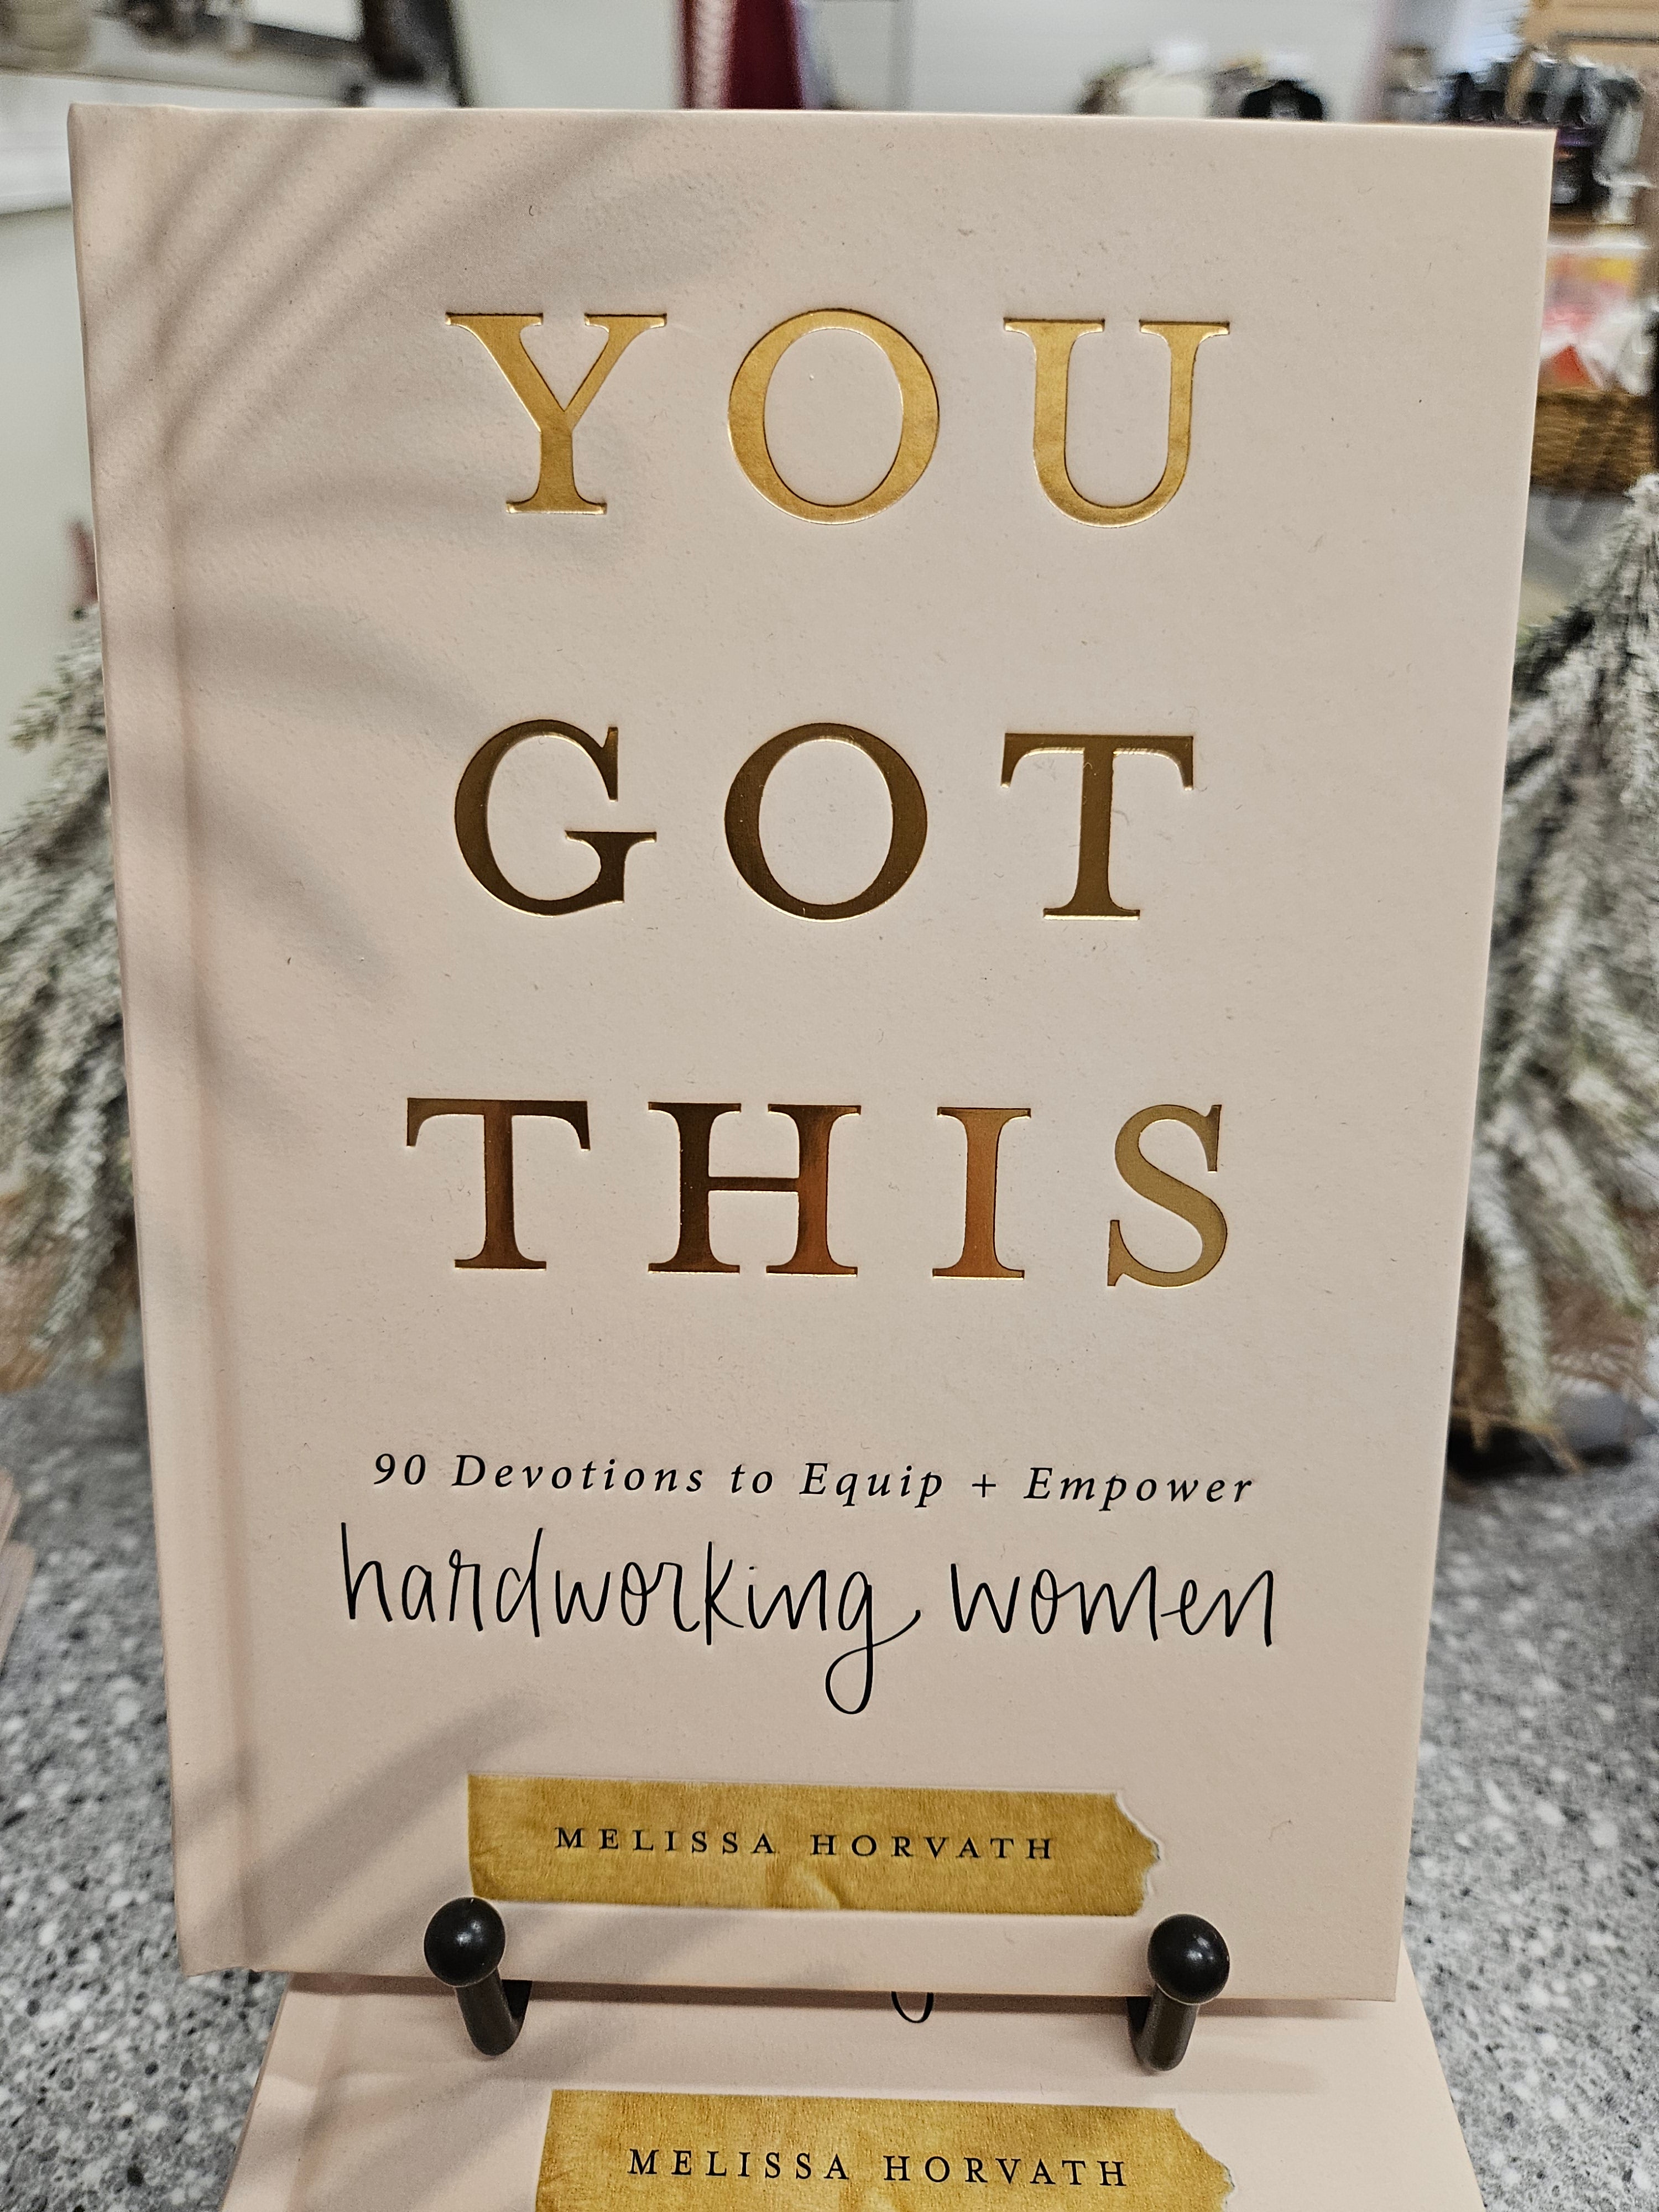 YOU
GOT
THIS
90 Devotions to Equip + Empower
hardworking women
MELISSA HORVATH
MELISSA HORVATH